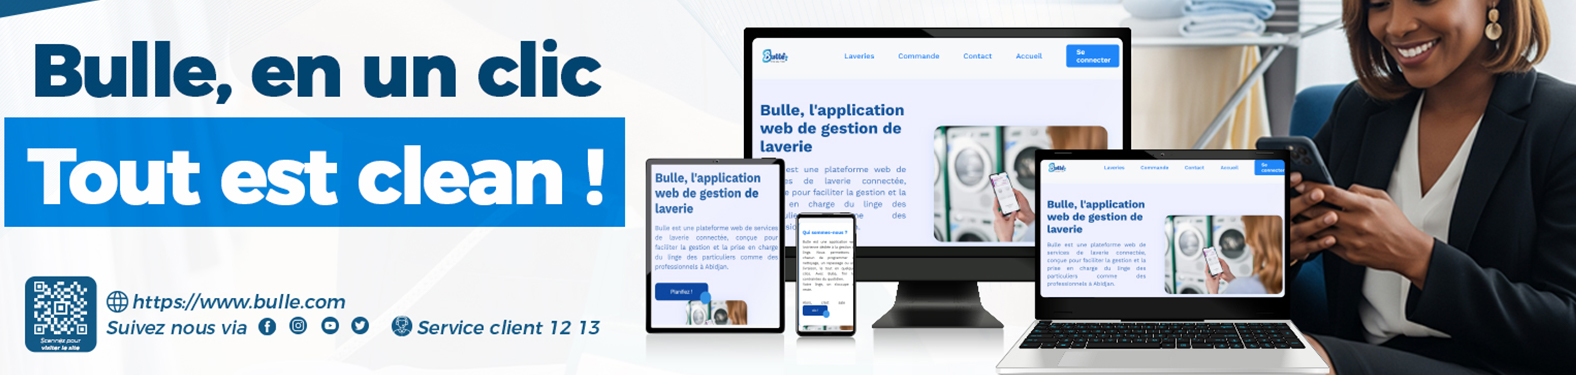 Bulle, en un clic
Tout est clean !
Scannez pour
visiter le site
https://www.bulle.com
Suivez nous via
Service client 12 13
Bulle, l'application
web de gestion de
laverie
Bulle est une plateforme web de services
de laverie connectée, conçue pour
faciliter la gestion et la prise en charge
du linge des particuliers comme des
professionnels à Abidjan.
Planifiez !
Qui sommes-nous ?
Bulle
Laveries
Commande
Contact
Accueil
Se
connecter
Bulle, l'application
web de gestion de
laverie
est une plateforme web de
de laverie connectée,
pour faciliter la gestion et la
en charge du linge des
des
Bulle
Laveries
Commande
Contact
Accueil
Se
connecter
Bulle, l'application
web de gestion de
laverie
Bulle est une plateforme web de
services de laverie connectée,
conçue pour faciliter la gestion et la
prise en charge du linge des
particuliers comme des
professionnels à Abidjan.